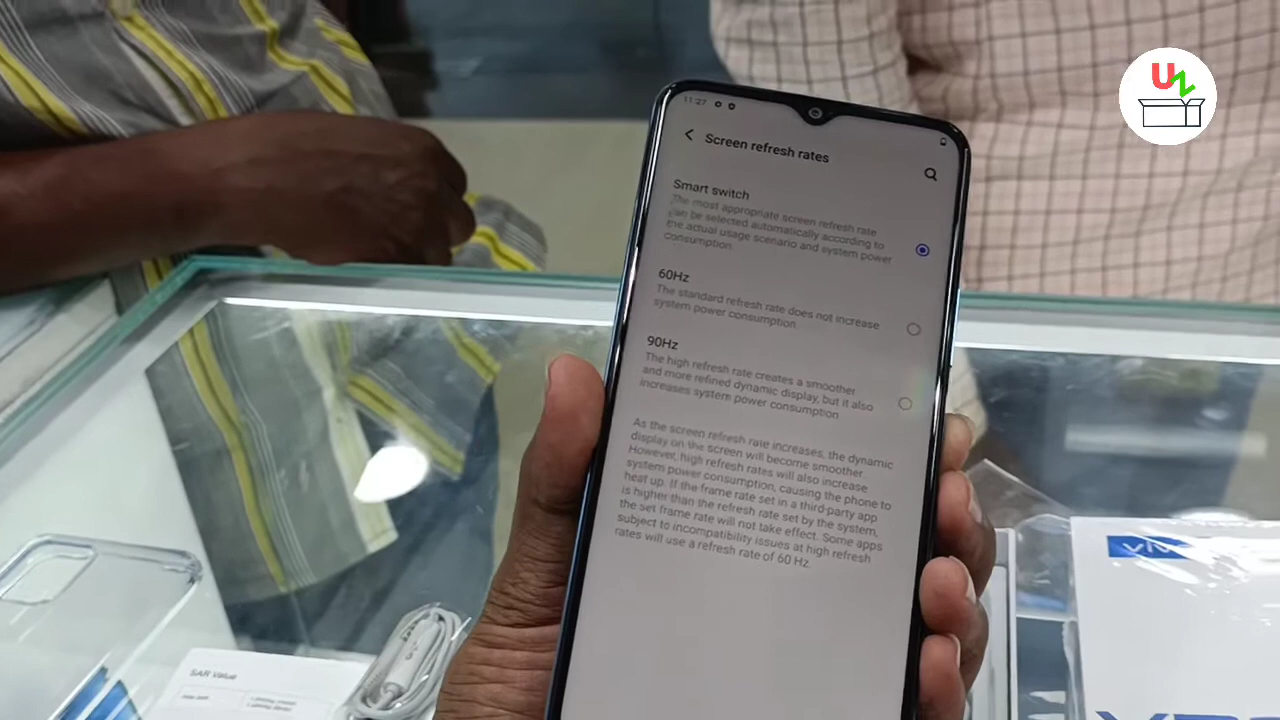 UZ
11:27
Screen refresh rates
Smart switch
The most appropriate screen refresh rate
can be selected automatically according to
the actual usage scenario and system power
consumption.
60Hz
The standard refresh rate does not increase
system power consumption
90Hz
The high refresh rate creates a smoother
and more refined dynamic display, but it also
increases system power consumption
As the screen refresh rate increases, the dynamic
display on the screen will become smoother.
However, high refresh rates will also increase
system power consumption, causing the phone to
heat up. If the frame rate set in a third-party app
is higher than the refresh rate set by the system,
the set frame rate will not take effect. Some apps
subject to incompatibility issues at high refresh
rates will use a refresh rate of 60 Hz.
SAR Value